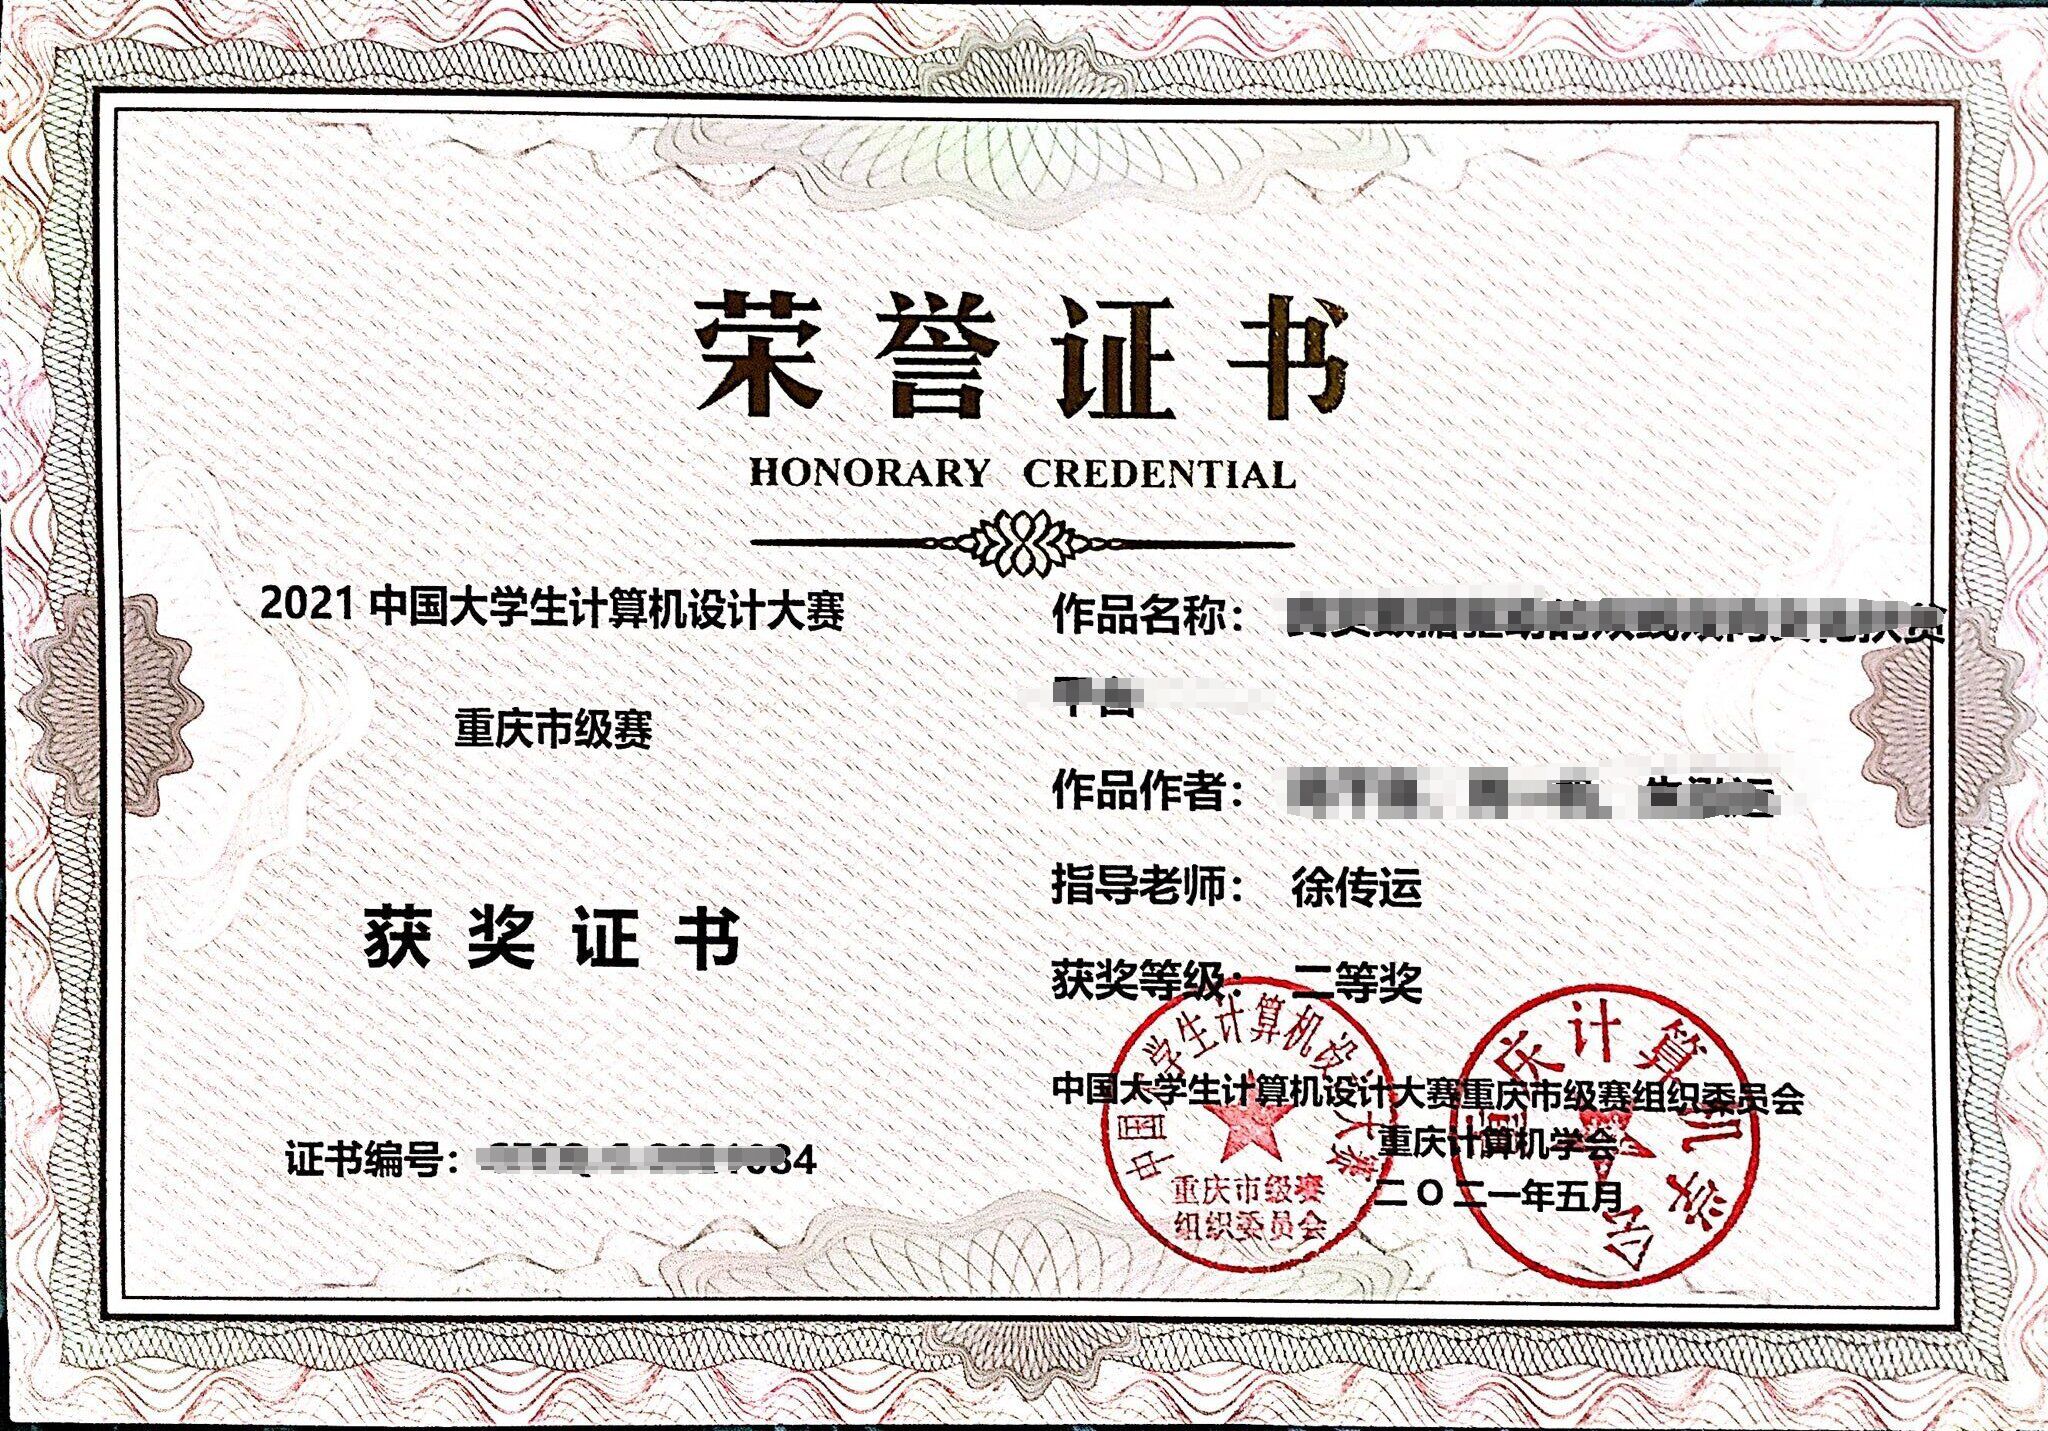 荣誉证书
HONORARY CREDENTIAL
2021 中国大学生计算机设计大赛
重庆市级赛
获奖证书
证书编号：
作品名称：
平台
作品作者：
指导老师： 徐传运
获奖等级： 二等奖
中国大学生计算机设计大赛重庆市级赛组织委员会
重庆计算机学会
二O二一年五月
中国大学生计算机设计大赛
重庆市级赛
组织委员会
重庆计算机学会